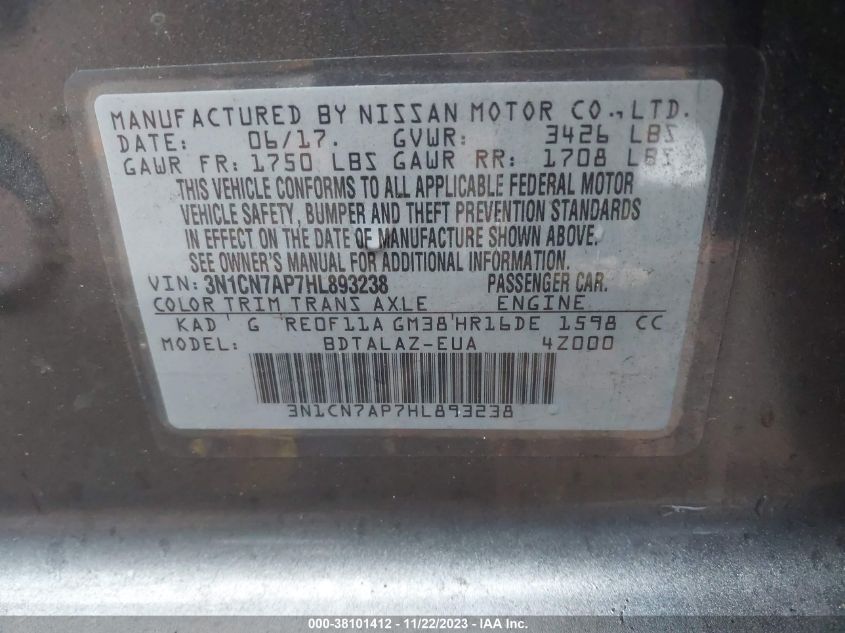 MANUFACTURED BY NISSAN MOTOR CO., LTD.
DATE: 06/17. GVWR: 3426 LBS
GAWR FR: 1750 LBS GAWR RR: 1708 LBS
THIS VEHICLE CONFORMS TO ALL APPLICABLE FEDERAL MOTOR
VEHICLE SAFETY, BUMPER AND THEFT PREVENTION STANDARDS
IN EFFECT ON THE DATE OF MANUFACTURE SHOWN ABOVE.
SEE OWNER'S MANUAL FOR ADDITIONAL INFORMATION.
VIN: 3N1CN7AP7HL893238 PASSENGER CAR.
COLOR TRIM TRANS AXLE ENGINE
KAD G RE0F11A GM38 HR16DE 1598 CC
MODEL: BDTALAZ-EUA 4Z000
3N1CN7AP7HL893238
000-38101412 - 11/22/2023 - IAA Inc.